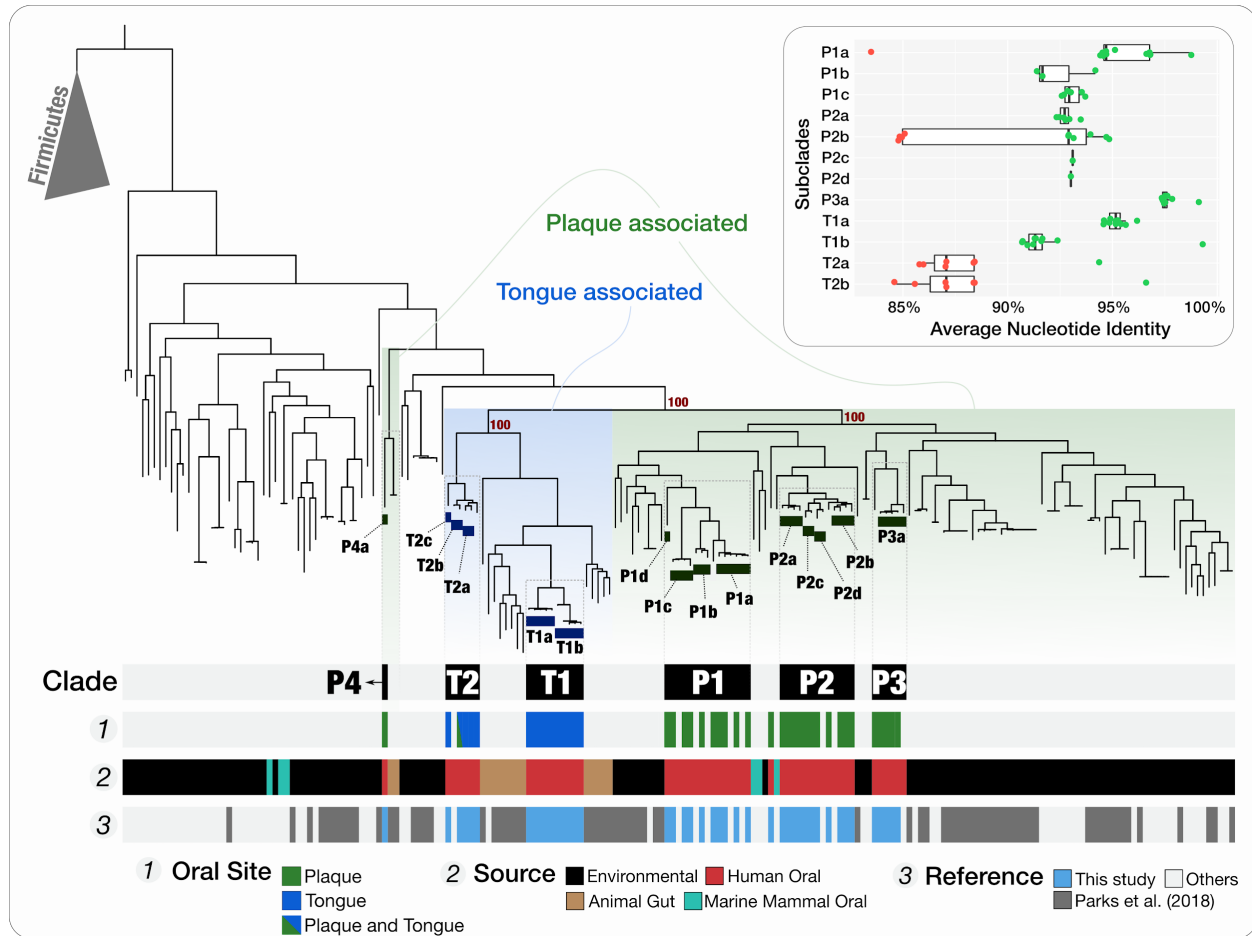 Firmicutes
Plaque associated
Tongue associated
Subclades
P1a
P1b
P1c
P2a
P2b
P2c
P2d
P3a
T1a
T1b
T2a
T2b
85% 90% 95% 100%
Average Nucleotide Identity
100
100
100
P4a
T2c
T2b
T2a
T1a
T1b
P1d
P1c
P1b
P1a
P2a
P2c
P2d
P2b
P3a
Clade P4 T2 T1 P1 P2 P3
1
2
3
1 Oral Site
Plaque
Tongue
Plaque and Tongue
2 Source
Environmental Human Oral
Animal Gut Marine Mammal Oral
3 Reference
This study Others
Parks et al. (2018)